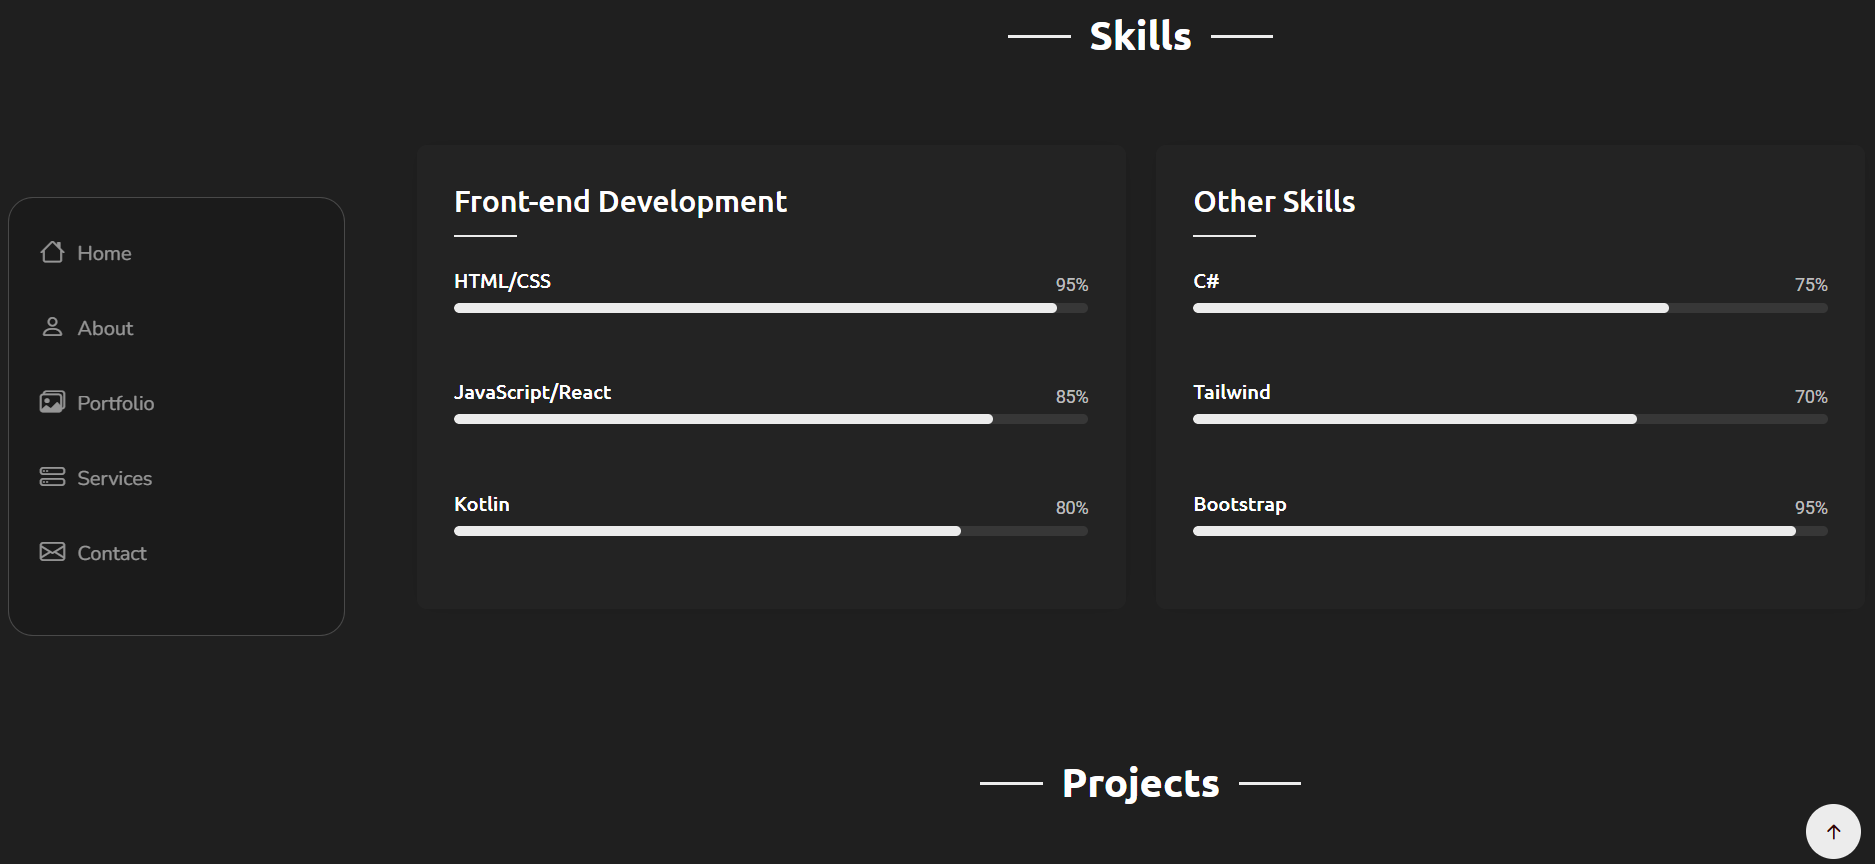 Skills
Home
About
Portfolio
Services
Contact
Front-end Development
HTML/CSS 95%
JavaScript/React 85%
Kotlin 80%
Other Skills
C# 75%
Tailwind 70%
Bootstrap 95%
Projects